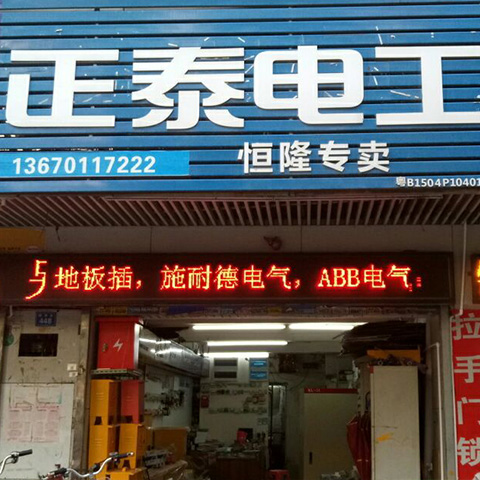 正泰电工
13670117222
恒隆专卖
粤B1504P10401
地板插，施耐德电气，ABB电气
拉手门锁